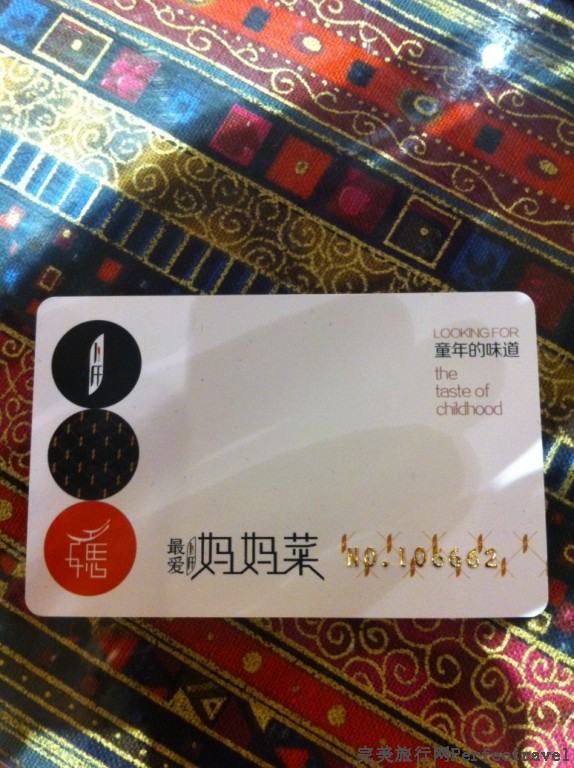 LOOKING FOR
童年的味道
the
taste of
childhood
最爱
妈妈菜
NO.106662
完美旅行网Perfectravel